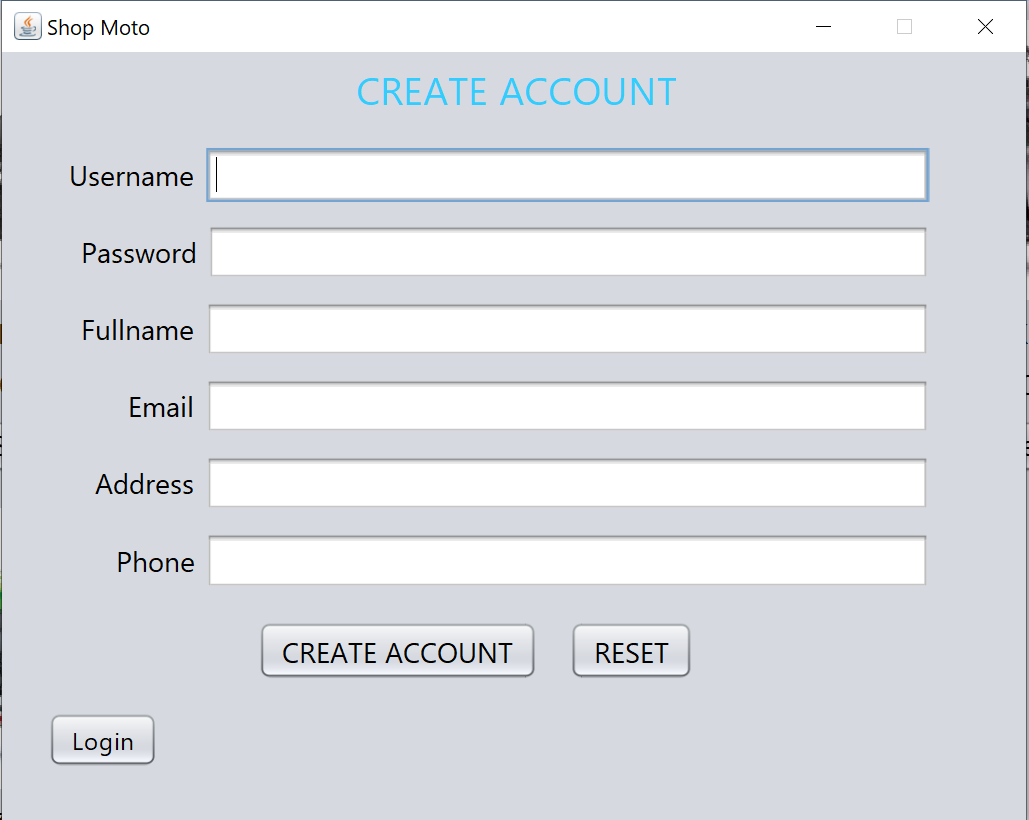 Shop Moto
CREATE ACCOUNT
Username
Password
Fullname
Email
Address
Phone
CREATE ACCOUNT RESET
Login